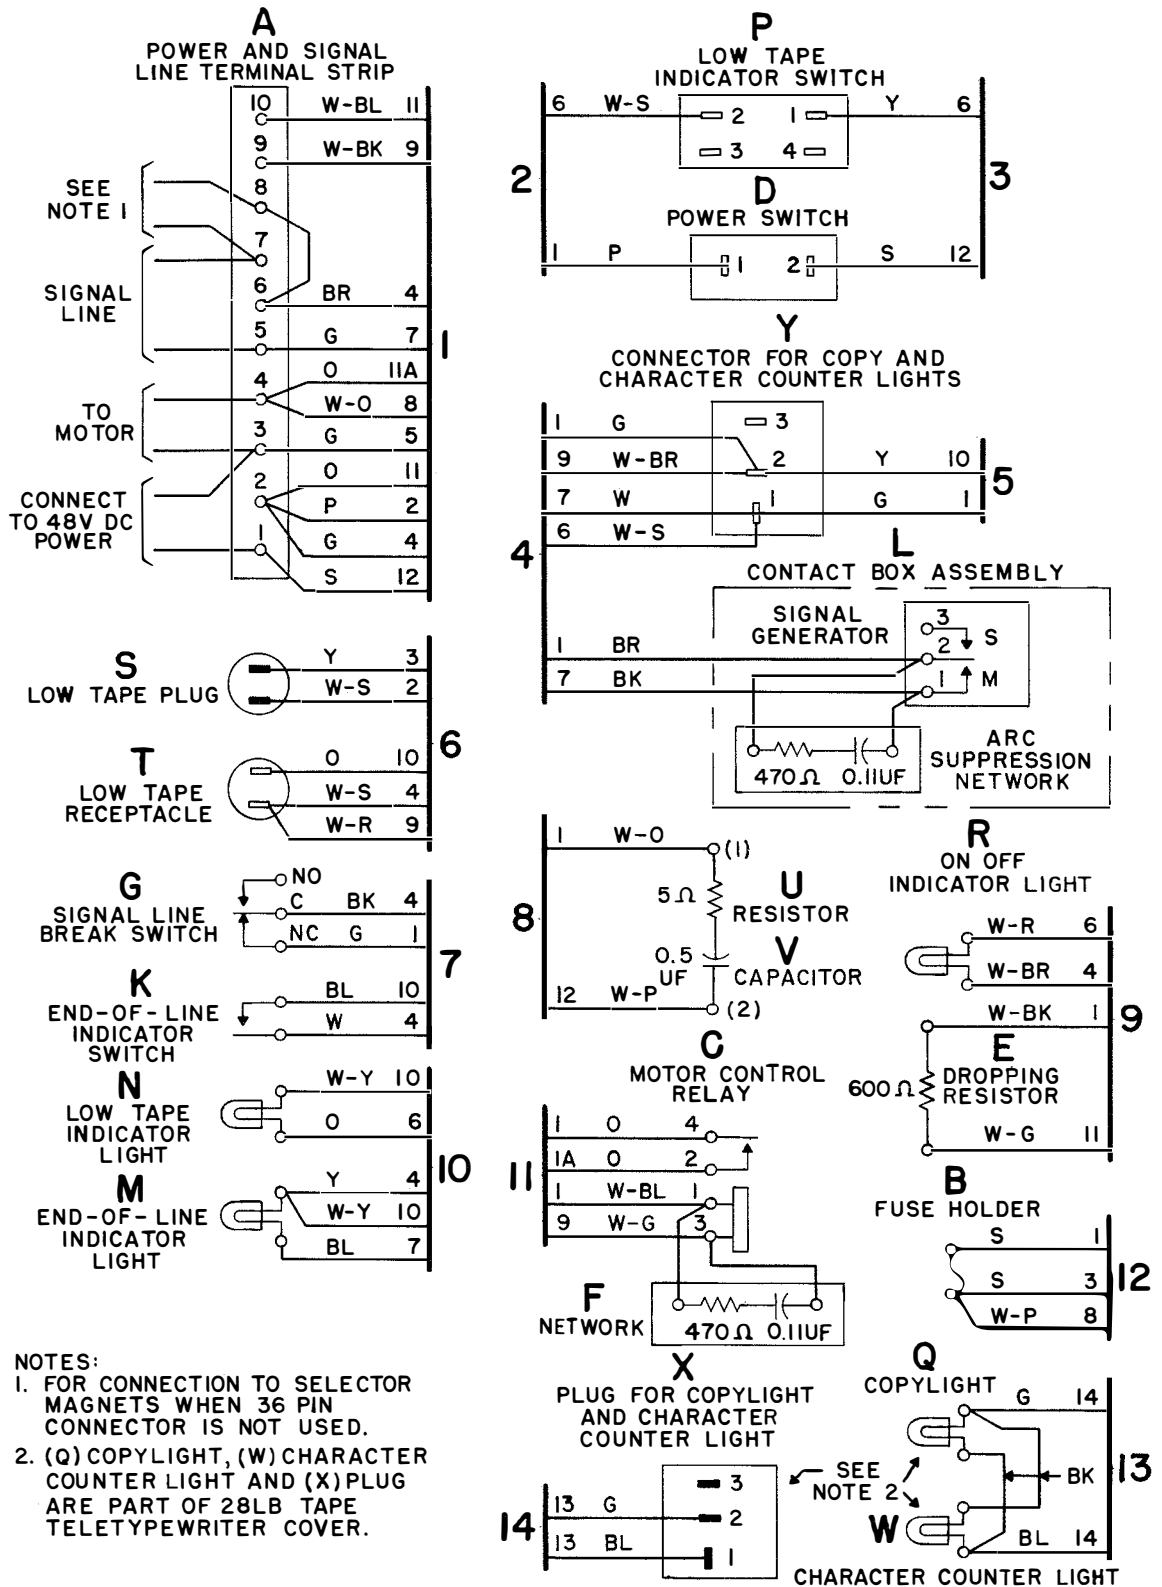 A
POWER AND SIGNAL
LINE TERMINAL STRIP
10 W-BL 11
9 W-BK 9
8
SEE
NOTE 1
7
6 BR 4
SIGNAL
LINE
5 G 7
1
4 O 11A
W-O 8
TO
MOTOR
3 G 5
O 11
2
P 2
CONNECT
TO 48V DC
POWER
1
G 4
S 12
S
LOW TAPE PLUG
Y 3
W-S 2
6
T
LOW TAPE
RECEPTACLE
O 10
W-S 4
W-R 9
G
SIGNAL LINE
BREAK SWITCH
NO
C BK 4
NC G 1
7
K
END-OF-LINE
INDICATOR
SWITCH
BL 10
W 4
N
LOW TAPE
INDICATOR
LIGHT
W-Y 10
O 6
10
M
END-OF-LINE
INDICATOR
LIGHT
Y 4
W-Y 10
BL 7
NOTES:
1. FOR CONNECTION TO SELECTOR
MAGNETS WHEN 36 PIN
CONNECTOR IS NOT USED.
2. (Q) COPYLIGHT, (W) CHARACTER
COUNTER LIGHT AND (X) PLUG
ARE PART OF 28LB TAPE
TELETYPEWRITER COVER.
P
LOW TAPE
INDICATOR SWITCH
6 W-S 2 1 Y 6
3 4
2 3
D
POWER SWITCH
1 P 1 2 S 12
Y
CONNECTOR FOR COPY AND
CHARACTER COUNTER LIGHTS
1 G 3
9 W-BR 2 Y 10
5
7 W 1 G 1
6 W-S
4
L
CONTACT BOX ASSEMBLY
SIGNAL
GENERATOR
3 S
1 BR 2
7 BK 1 M
470Ω 0.11UF
ARC
SUPPRESSION
NETWORK
8
1 W-O (1)
5Ω
U
RESISTOR
0.5
UF
V
CAPACITOR
12 W-P (2)
R
ON OFF
INDICATOR LIGHT
W-R 6
W-BR 4
W-BK 1
9
E
DROPPING
RESISTOR
600Ω
W-G 11
C
MOTOR CONTROL
RELAY
1 O 4
1A O 2
11
1 W-BL 1
9 W-G 3
F
NETWORK
470Ω 0.11UF
B
FUSE HOLDER
S 1
S 3
12
W-P 8
X
PLUG FOR COPYLIGHT
AND CHARACTER
COUNTER LIGHT
3
14
13 G 2
13 BL 1
Q
COPYLIGHT
G 14
SEE
NOTE 2
BK
13
W
BL 14
CHARACTER COUNTER LIGHT